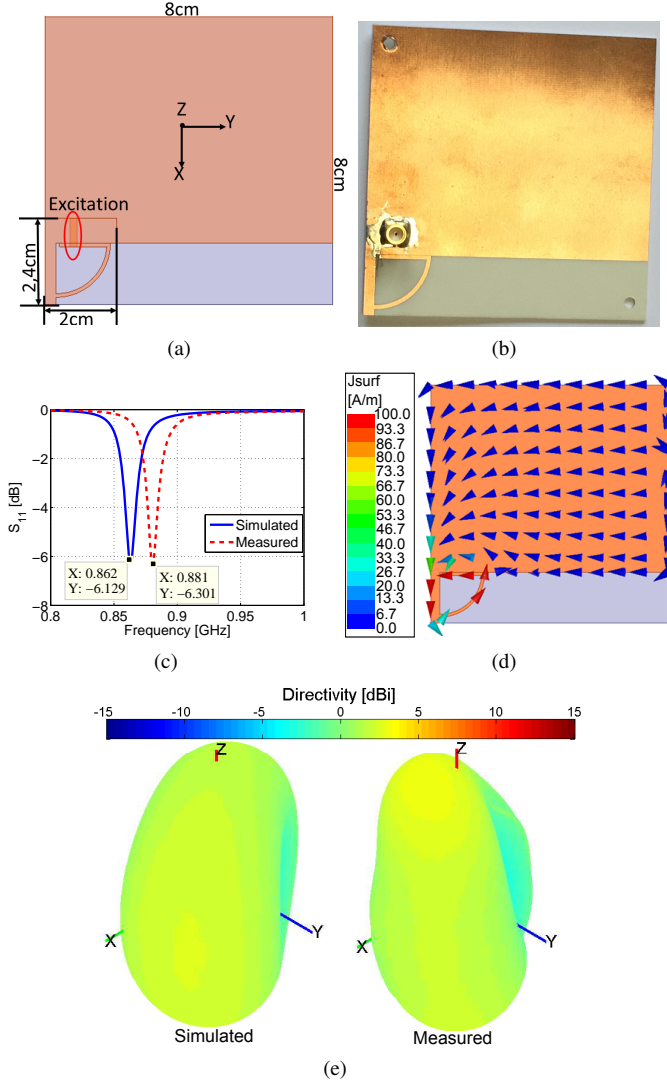 8cm
Z
Y
X
8cm
Excitation
2,4cm
2cm
(a)
(b)
0
−2
−4
−6
−8
S11 [dB]
Simulated
Measured
X: 0.862
Y: −6.129
X: 0.881
Y: −6.301
0.8 0.85 0.9 0.95 1
Frequency [GHz]
(c)
Jsurf
[A/m]
100.0
93.3
86.7
80.0
73.3
66.7
60.0
53.3
46.7
40.0
33.3
26.7
20.0
13.3
6.7
0.0
(d)
Directivity [dBi]
-15 -10 -5 0 5 10 15
Z
X
Y
Simulated
Z
X
Y
Measured
(e)